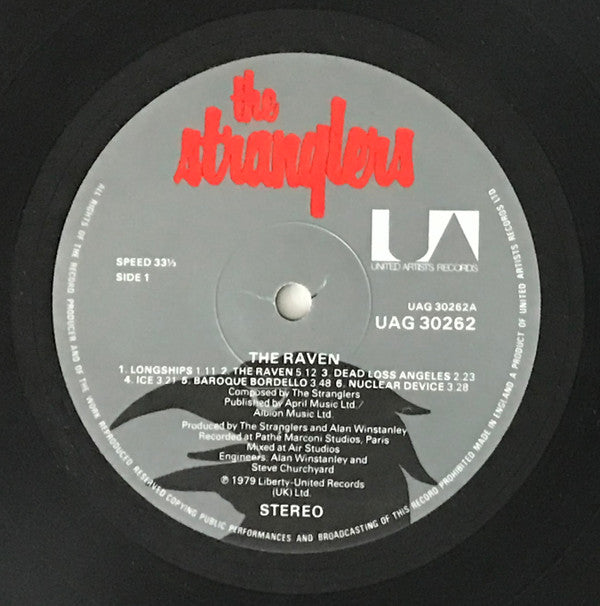 the
stranglers
UA
UNITED ARTISTS RECORDS
SPEED 33⅓
SIDE 1
UAG 30262A
UAG 30262
THE RAVEN
1. LONGSHIPS 1.11 2. THE RAVEN 5.12 3. DEAD LOSS ANGELES 2.23
4. ICE 3.21 5. BAROQUE BORDELLO 3.48 6. NUCLEAR DEVICE 3.28
Composed by The Stranglers
Published by April Music Ltd./
Albion Music Ltd.
Produced by The Stranglers and Alan Winstanley
Recorded at Pathé Marconi Studios, Paris
Mixed at Air Studios
Engineers: Alan Winstanley and
Steve Churchyard
℗ 1979 Liberty-United Records
(UK) Ltd.
STEREO
ALL RIGHTS OF THE RECORD PRODUCER AND OF THE WORK REPRODUCED RESERVED COPYING PUBLIC PERFORMANCES AND BROADCASTING OF THIS RECORD PROHIBITED MADE IN ENGLAND A PRODUCT OF UNITED ARTISTS RECORDS LTD